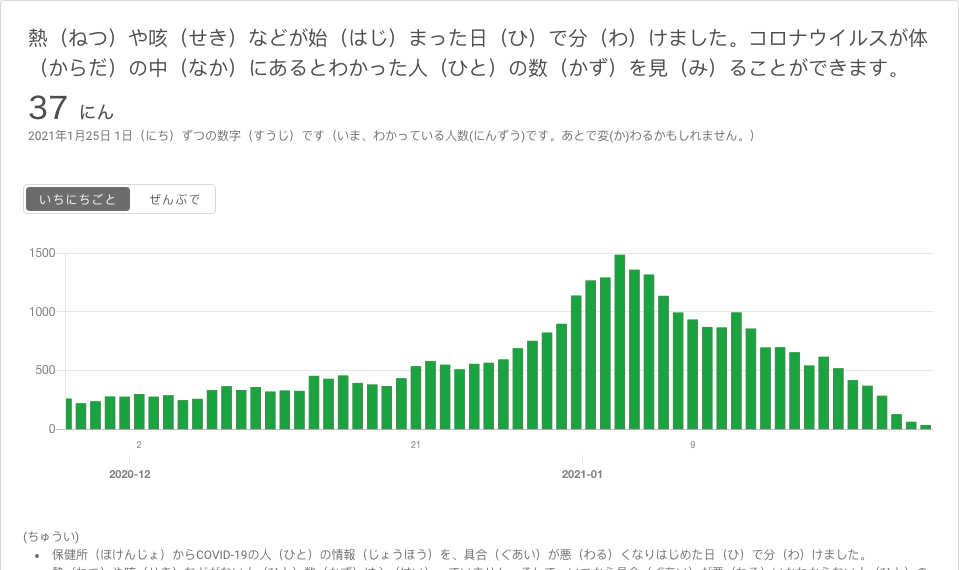 熱（ねつ）や咳（せき）などが始（はじ）まった日（ひ）で分（わ）けました。コロナウイルスが体
（からだ）の中（なか）にあるとわかった人（ひと）の数（かず）を見（み）ることができます。
37 にん
2021年1月25日 1日（にち）ずつの数字（すうじ）です（いま、わかっている人数(にんずう)です。あとで変(か)わるかもしれません。）
いちにちごと ぜんぶで
1500
1000
500
0
2 21 9
2020-12 2021-01
(ちゅうい)
• 保健所（ほけんじょ）からCOVID-19の人（ひと）の情報（じょうほう）を、具合（ぐあい）が悪（わる）くなりはじめた日（ひ）で分（わ）けました。